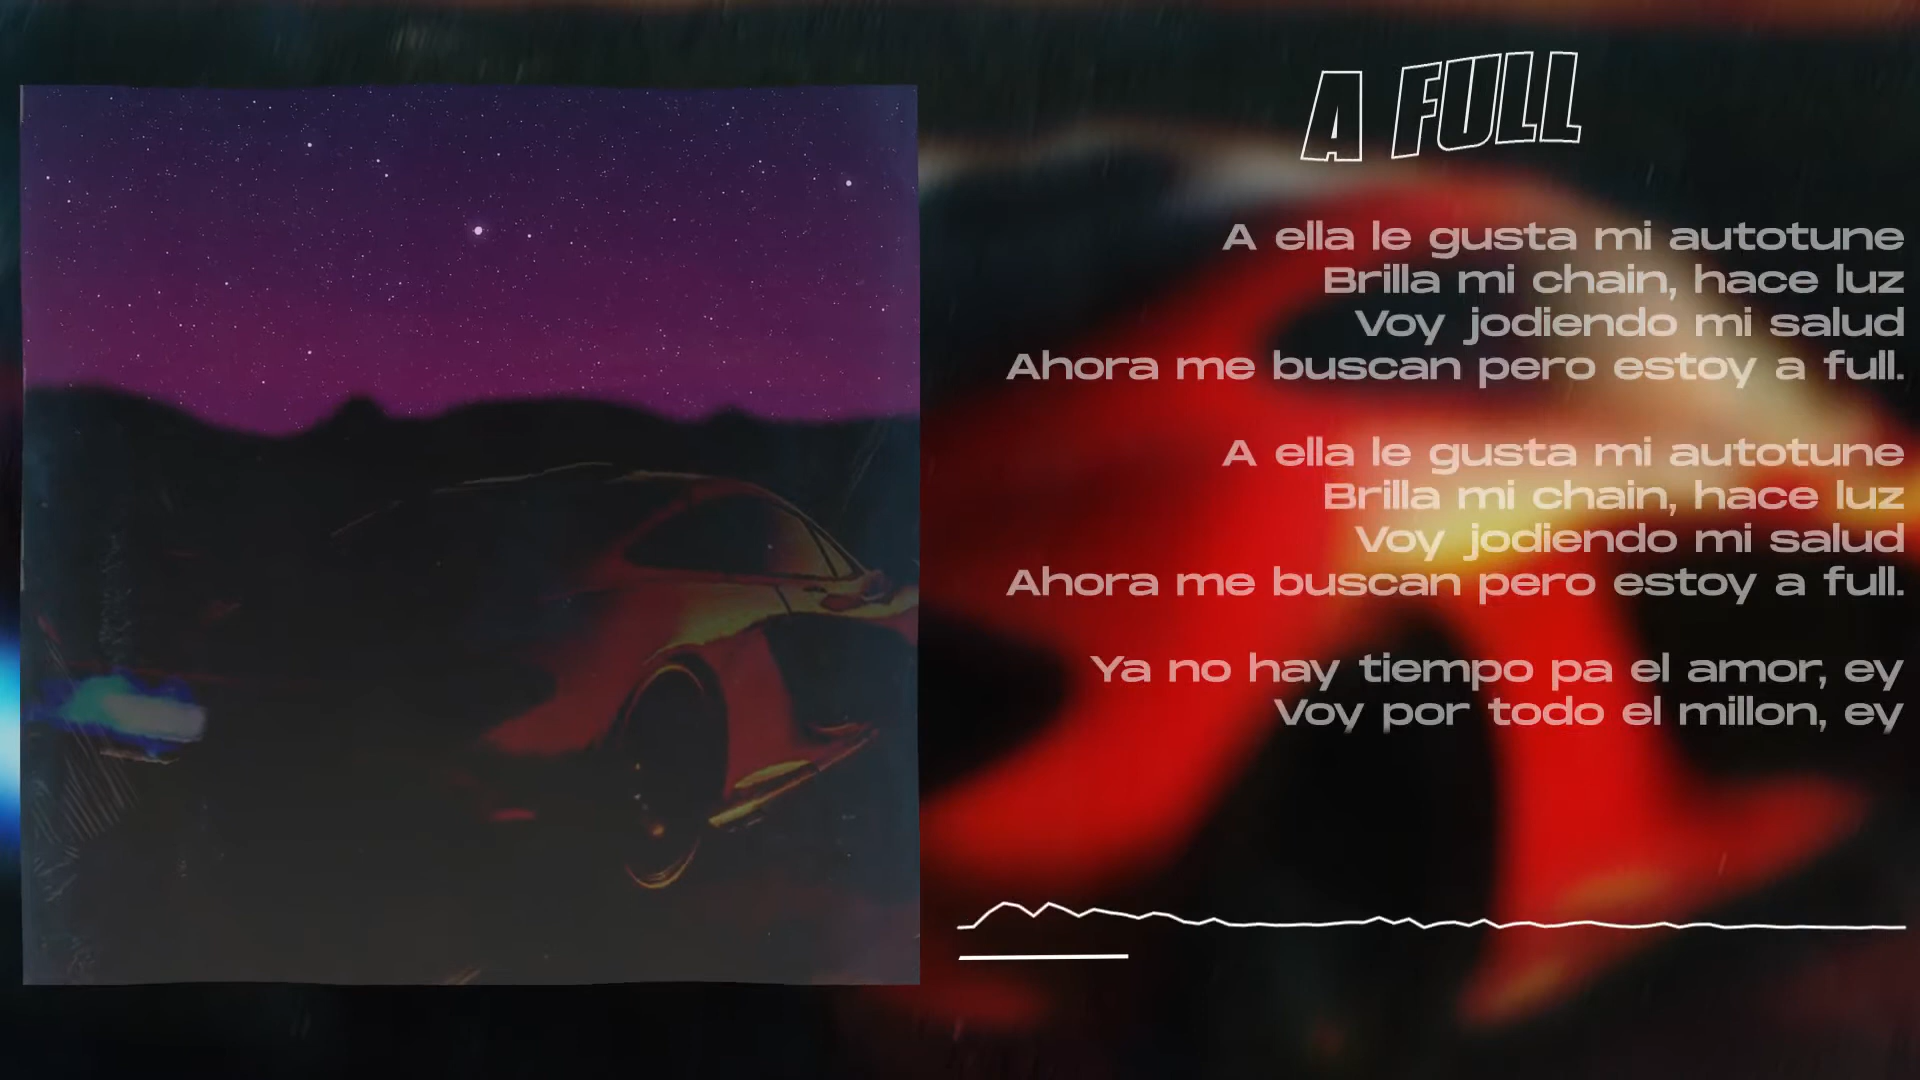 A FULL
A ella le gusta mi autotune
Brilla mi chain, hace luz
Voy jodiendo mi salud
Ahora me buscan pero estoy a full.
A ella le gusta mi autotune
Brilla mi chain, hace luz
Voy jodiendo mi salud
Ahora me buscan pero estoy a full.
Ya no hay tiempo pa el amor, ey
Voy por todo el millon, ey